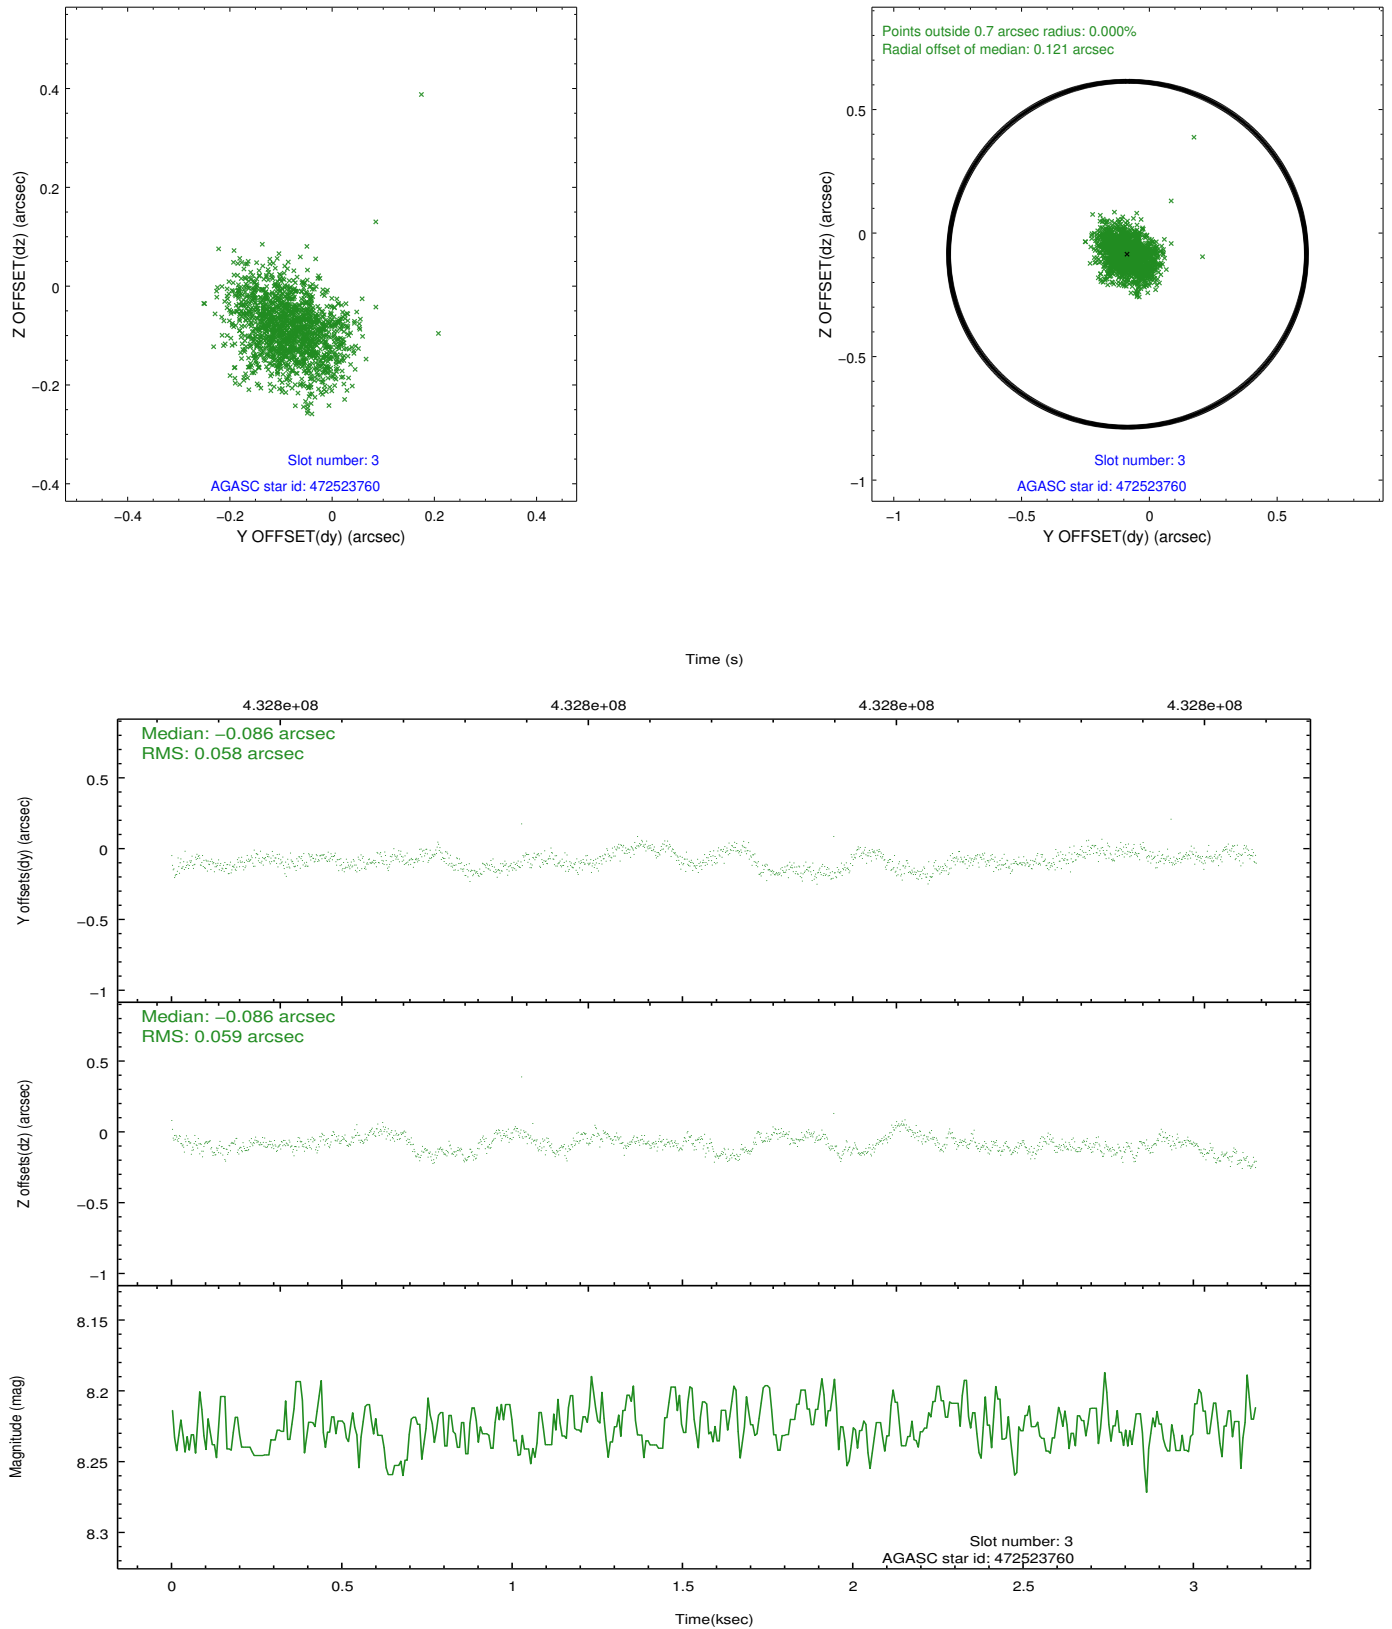 0.4
0.2
0
−0.2
−0.4
Z OFFSET(dz) (arcsec)
Slot number: 3
AGASC star id: 472523760
−0.4 −0.2 0 0.2 0.4
Y OFFSET(dy) (arcsec)
Points outside 0.7 arcsec radius: 0.000%
Radial offset of median: 0.121 arcsec
0.5
0
−0.5
−1
Z OFFSET(dz) (arcsec)
Slot number: 3
AGASC star id: 472523760
−1 −0.5 0 0.5
Y OFFSET(dy) (arcsec)
Time (s)
4.328e+08 4.328e+08 4.328e+08 4.328e+08
Median: −0.086 arcsec
RMS: 0.058 arcsec
0.5
0
−0.5
−1
Y offsets(dy) (arcsec)
Median: −0.086 arcsec
RMS: 0.059 arcsec
0.5
0
−0.5
−1
Z offsets(dz) (arcsec)
8.15
8.2
8.25
8.3
Magnitude (mag)
Slot number: 3
AGASC star id: 472523760
0 0.5 1 1.5 2 2.5 3
Time(ksec)